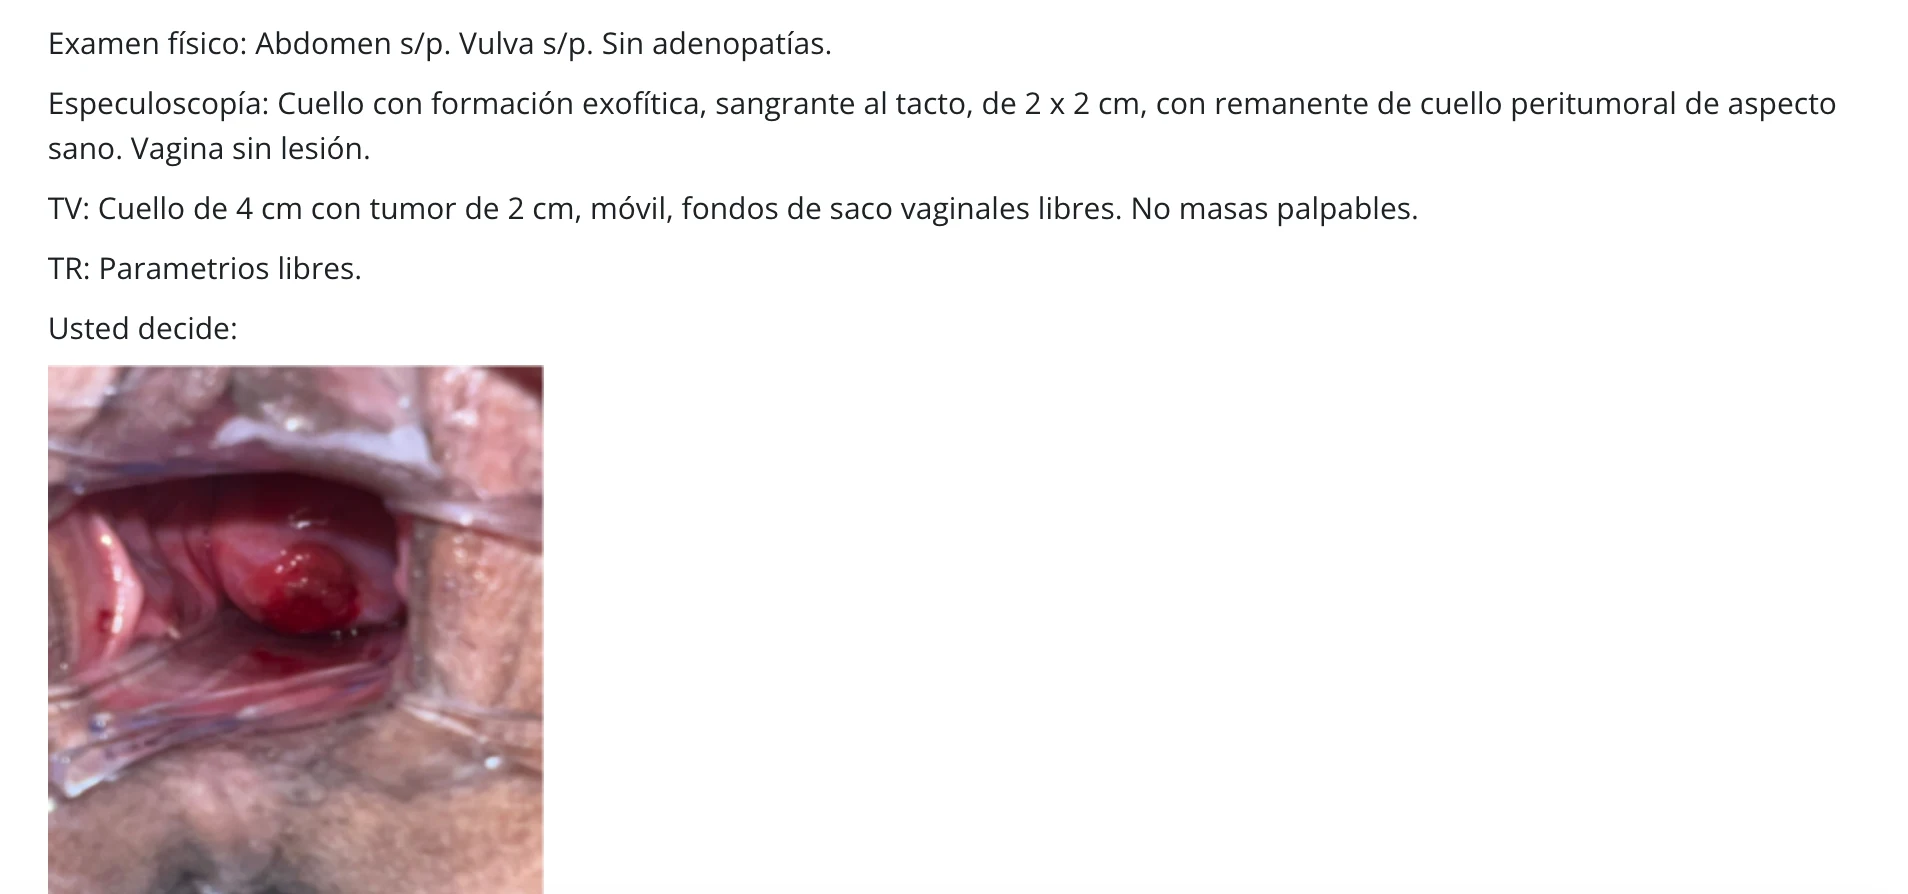 Examen físico: Abdomen s/p. Vulva s/p. Sin adenopatías.
Especuloscopía: Cuello con formación exofítica, sangrante al tacto, de 2 x 2 cm, con remanente de cuello peritumoral de aspecto
sano. Vagina sin lesión.
TV: Cuello de 4 cm con tumor de 2 cm, móvil, fondos de saco vaginales libres. No masas palpables.
TR: Parametrios libres.
Usted decide: